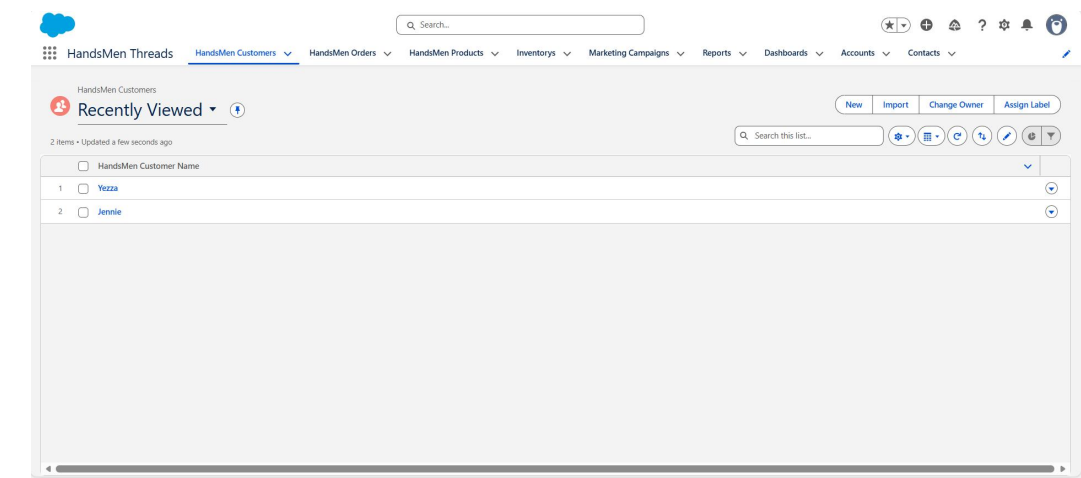 Search...
HandsMen Threads HandsMen Customers HandsMen Orders HandsMen Products Inventorys Marketing Campaigns Reports Dashboards Accounts Contacts
HandsMen Customers
Recently Viewed
New Import Change Owner Assign Label
2 items • Updated a few seconds ago
Search this list...
HandsMen Customer Name
1 Yezza
2 Jennie